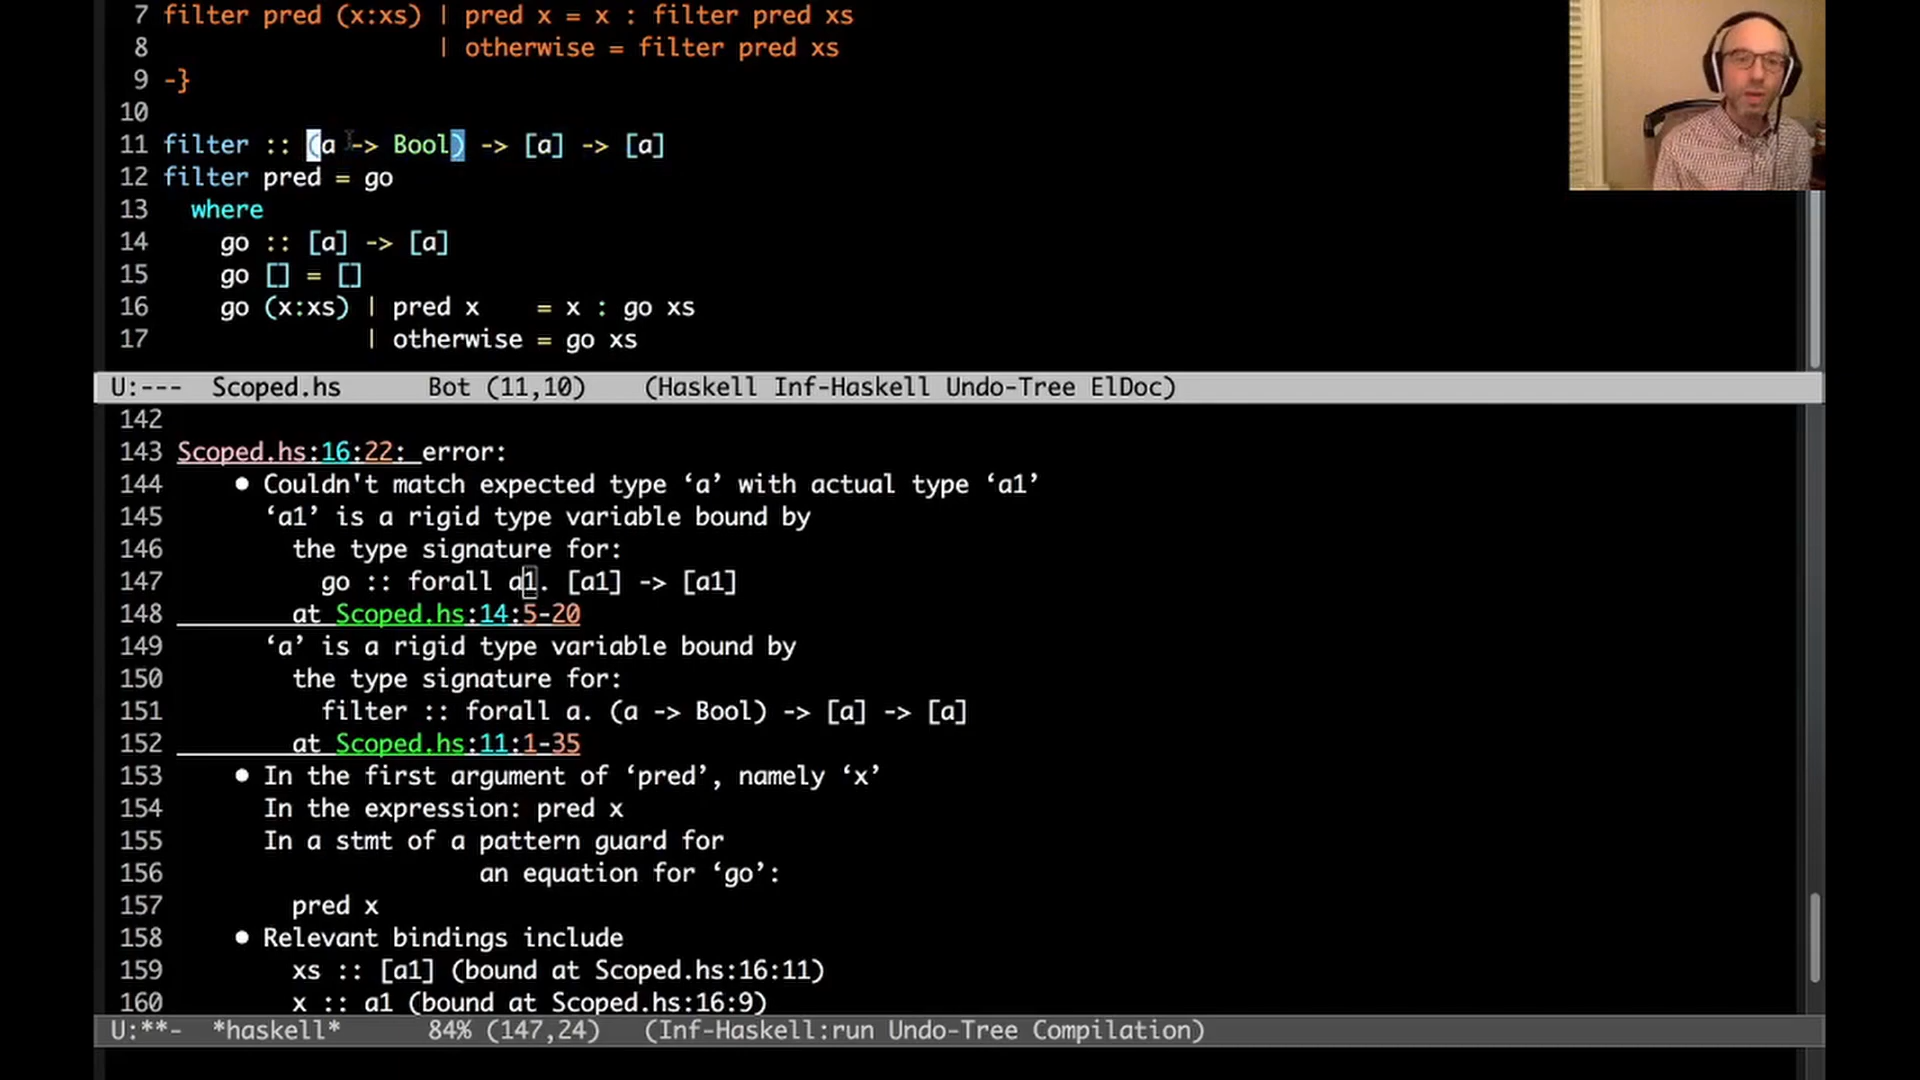 7 filter pred (x:xs) | pred x = x : filter pred xs
8 | otherwise = filter pred xs
9 -}
10
11 filter :: (a -> Bool) -> [a] -> [a]
12 filter pred = go
13 where
14 go :: [a] -> [a]
15 go [] = []
16 go (x:xs) | pred x = x : go xs
17 | otherwise = go xs
U:--- Scoped.hs Bot (11,10) (Haskell Inf-Haskell Undo-Tree ElDoc)
142
143 Scoped.hs:16:22: error:
144 • Couldn't match expected type ‘a’ with actual type ‘a1’
145 ‘a1’ is a rigid type variable bound by
146 the type signature for:
147 go :: forall a1. [a1] -> [a1]
148 at Scoped.hs:14:5-20
149 ‘a’ is a rigid type variable bound by
150 the type signature for:
151 filter :: forall a. (a -> Bool) -> [a] -> [a]
152 at Scoped.hs:11:1-35
153 • In the first argument of ‘pred’, namely ‘x’
154 In the expression: pred x
155 In a stmt of a pattern guard for
156 an equation for ‘go’:
157 pred x
158 • Relevant bindings include
159 xs :: [a1] (bound at Scoped.hs:16:11)
160 x :: a1 (bound at Scoped.hs:16:9)
U:**- *haskell* 84% (147,24) (Inf-Haskell:run Undo-Tree Compilation)